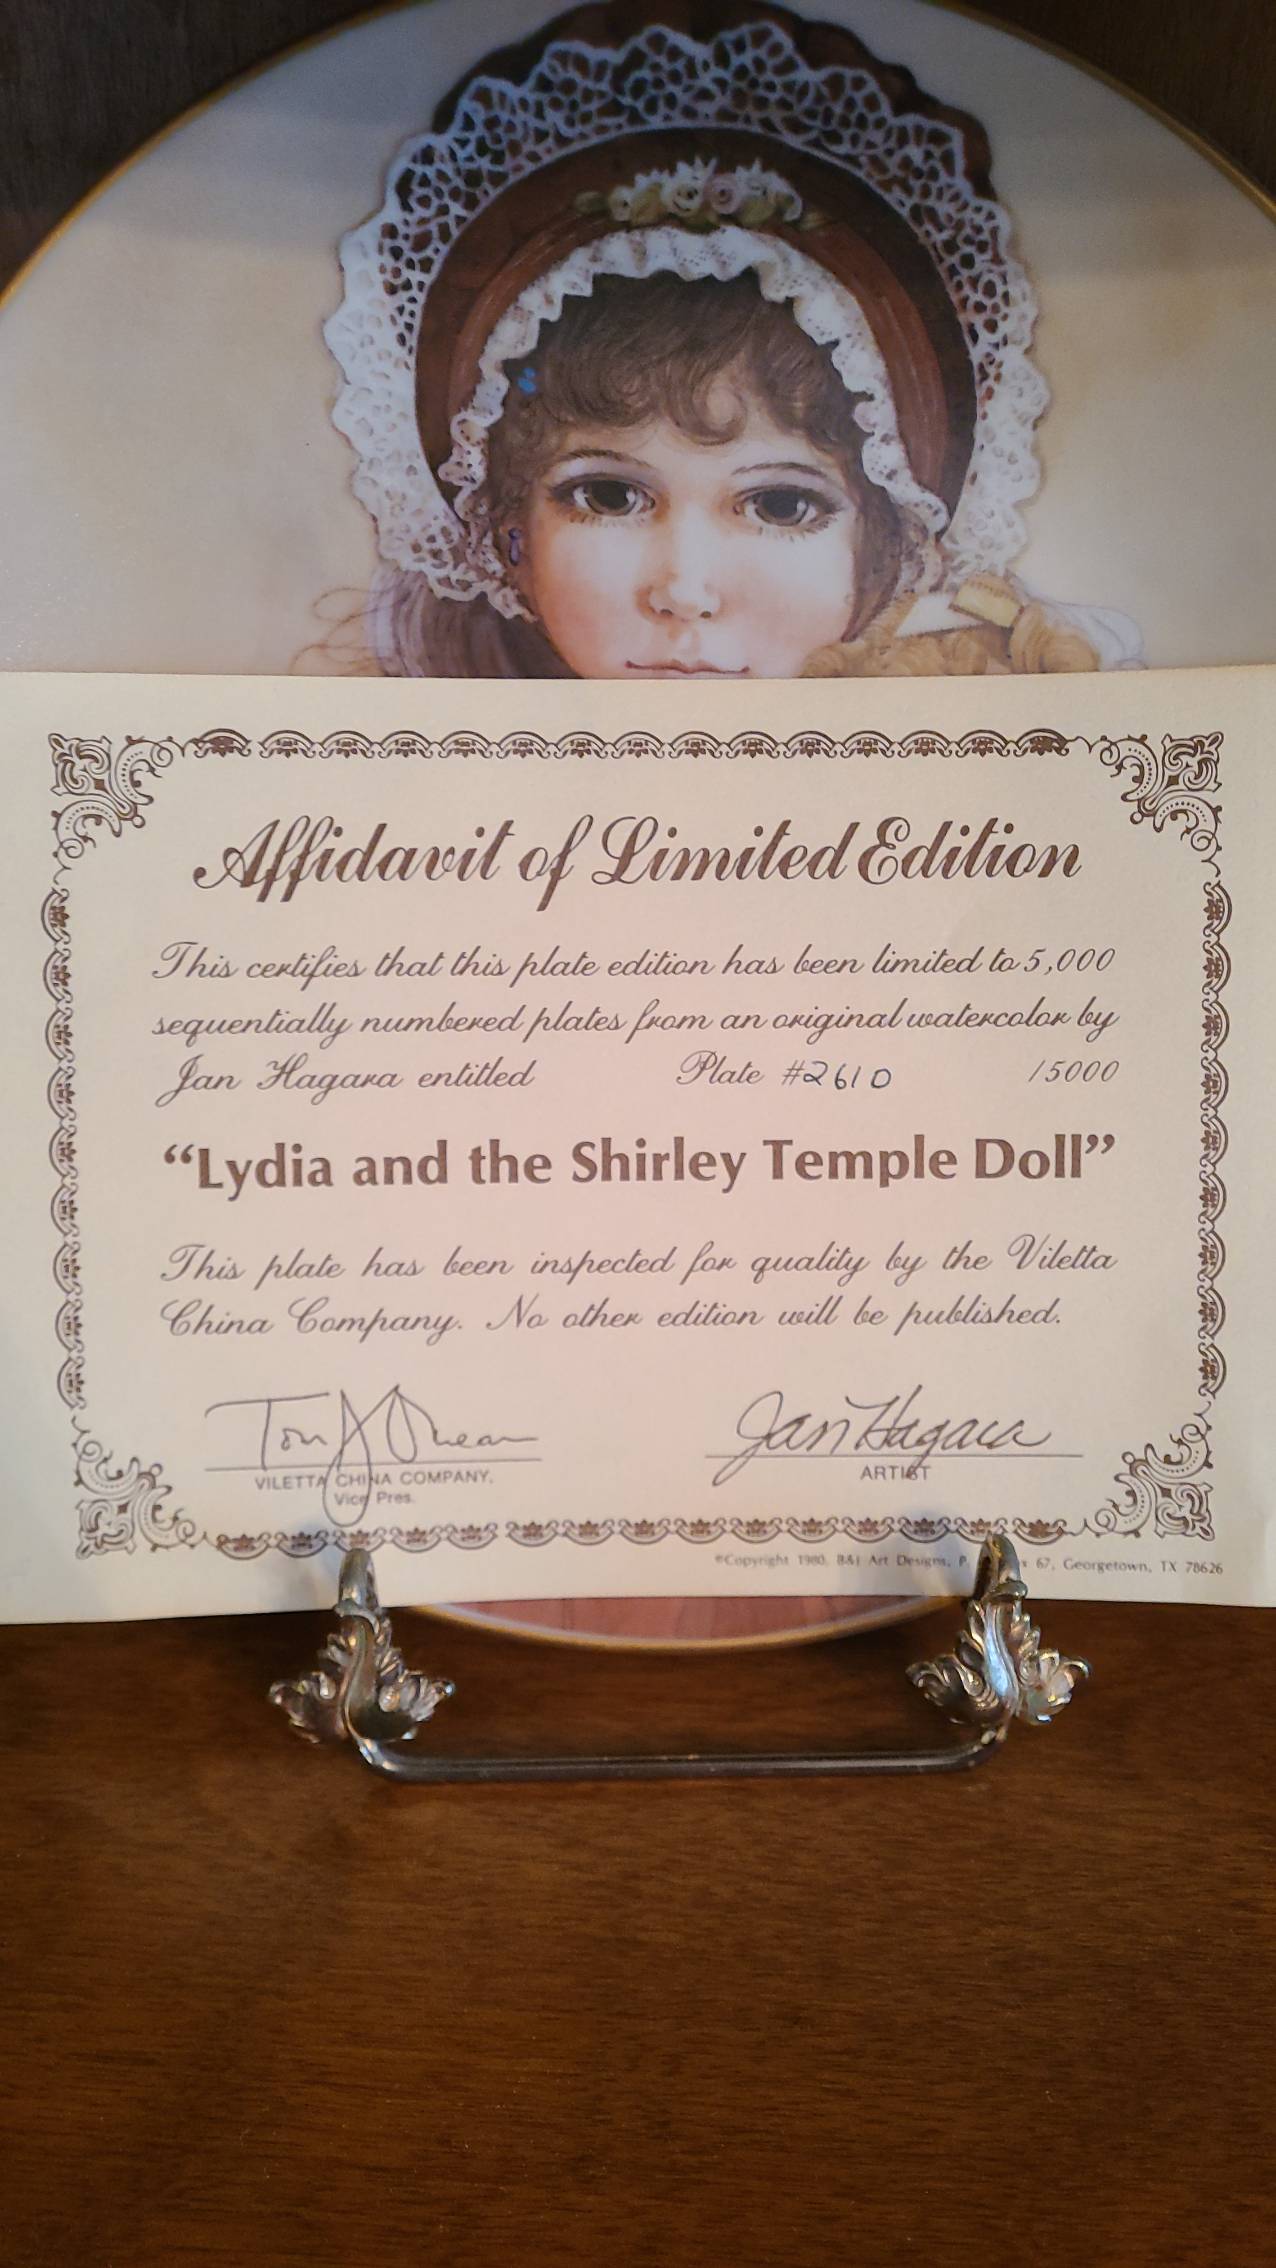 Affidavit of Limited Edition
This certifies that this plate edition has been limited to 5,000
sequentially numbered plates from an original watercolor by
Jan Hagara entitled Plate #2610 /5000
“Lydia and the Shirley Temple Doll”
This plate has been inspected for quality by the Viletta
China Company. No other edition will be published.
Jan Hagara
VILETTA CHINA COMPANY.
Vice Pres.
ARTIST
©Copyright 1980, B&J Art Designs, 67, Georgetown, TX 78626